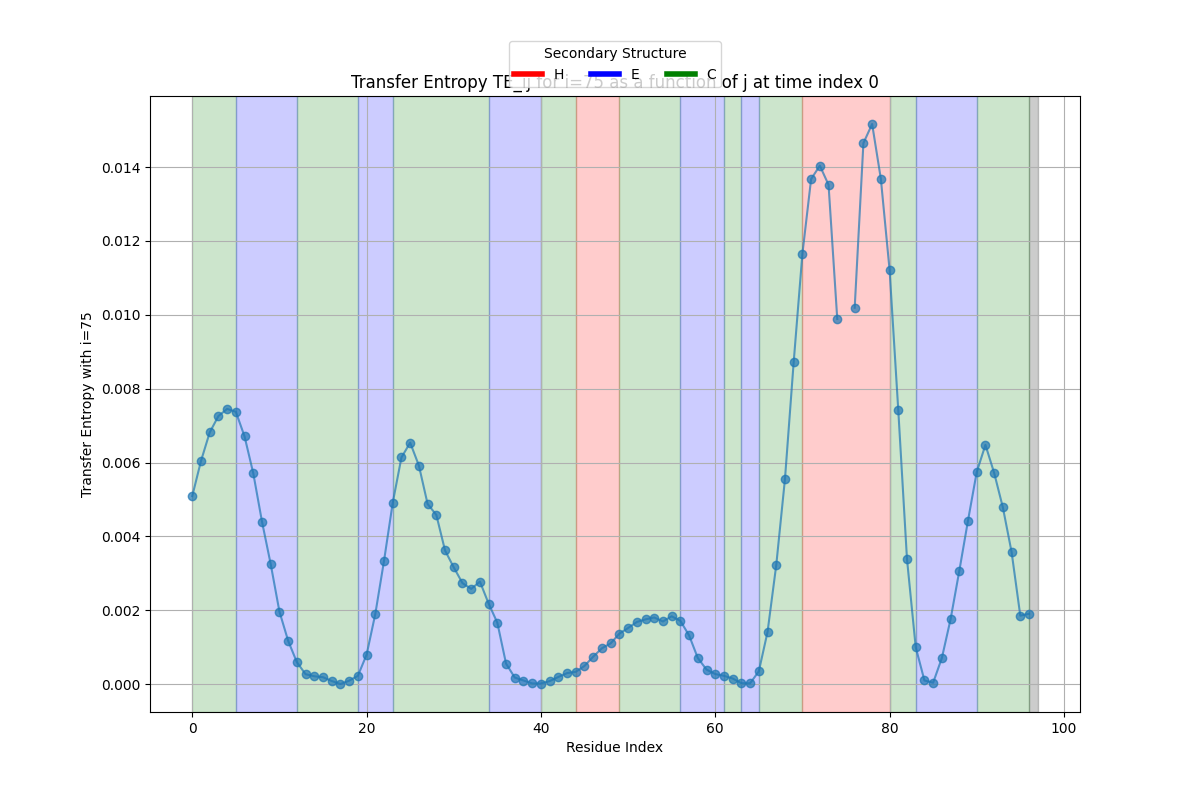 Secondary Structure
H E C
Transfer Entropy TE_ij for i=75 as a function of j at time index 0
Transfer Entropy with i=75
0.014
0.012
0.010
0.008
0.006
0.004
0.002
0.000
0 20 40 60 80 100
Residue Index